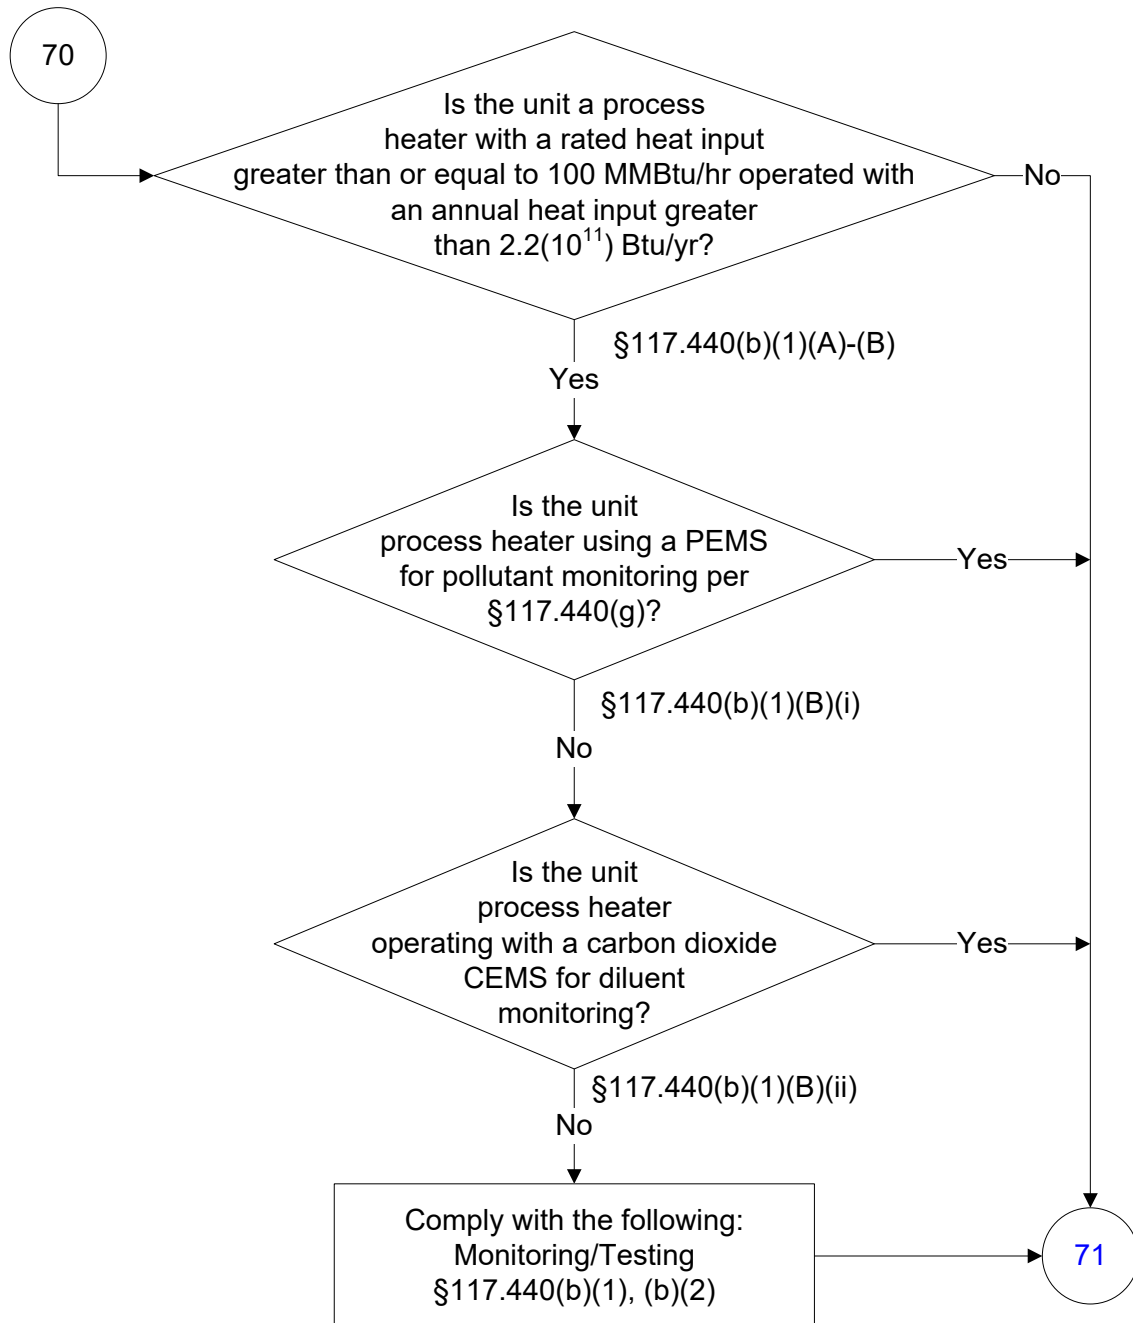 70
Is the unit a process
heater with a rated heat input
greater than or equal to 100 MMBtu/hr operated with
an annual heat input greater
than 2.2(10¹¹) Btu/yr?
No
§117.440(b)(1)(A)-(B)
Yes
Is the unit
process heater using a PEMS
for pollutant monitoring per
§117.440(g)?
Yes
§117.440(b)(1)(B)(i)
No
Is the unit
process heater
operating with a carbon dioxide
CEMS for diluent
monitoring?
Yes
§117.440(b)(1)(B)(ii)
No
Comply with the following:
Monitoring/Testing
§117.440(b)(1), (b)(2)
71